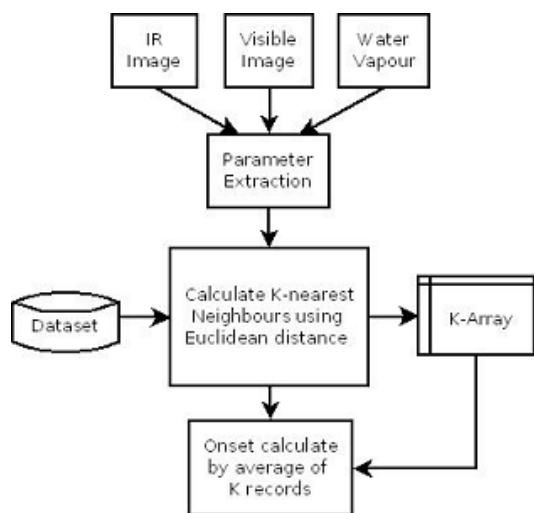 IR
Image
Visible
Image
Water
Vapour
Parameter
Extraction
Calculate K-nearest
Neighbours using
Euclidean distance
Dataset
K-Array
Onset calculate
by average of
K records